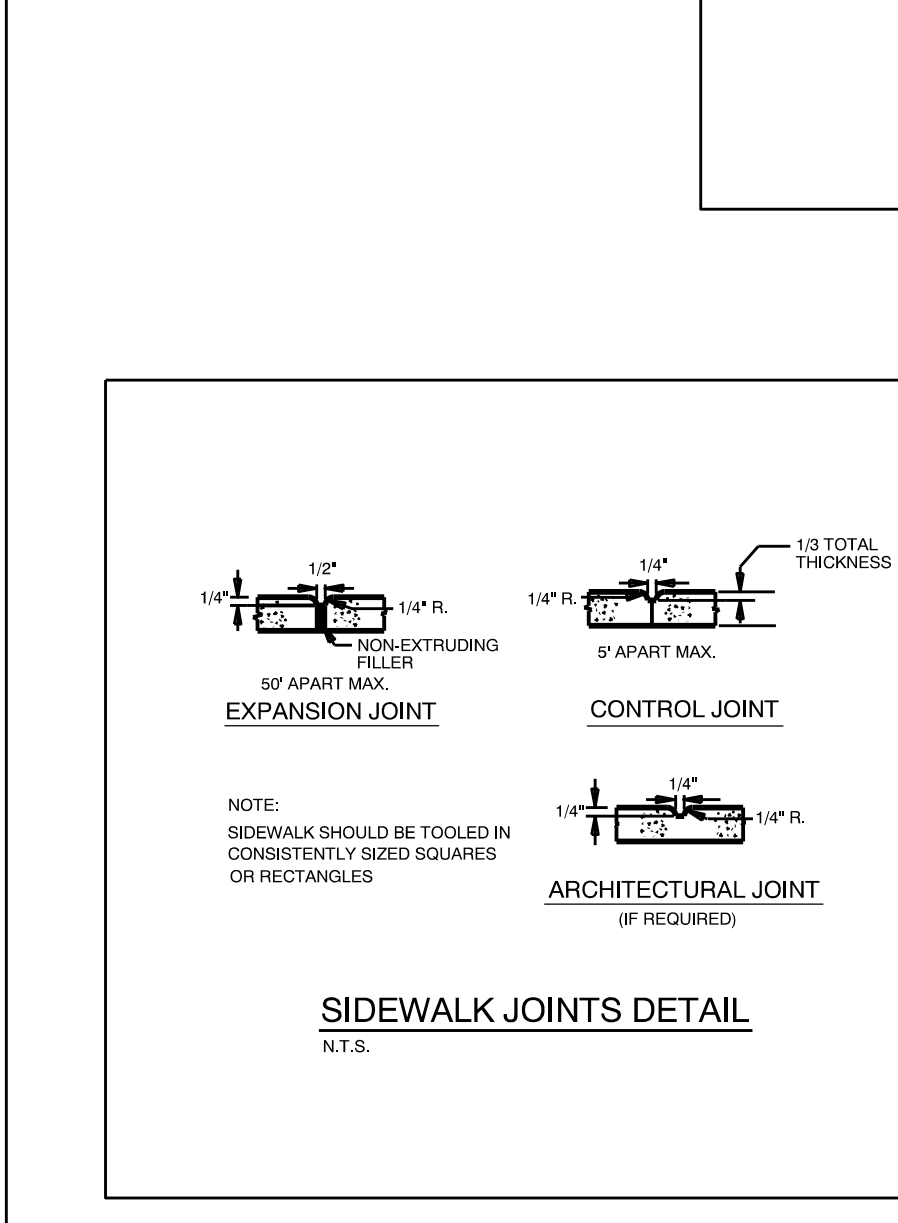 1/2"
1/4"
1/4" R.
NON-EXTRUDING
FILLER
50' APART MAX.
EXPANSION JOINT
1/4"
1/3 TOTAL
THICKNESS
1/4" R.
5' APART MAX.
CONTROL JOINT
NOTE:
SIDEWALK SHOULD BE TOOLED IN
CONSISTENTLY SIZED SQUARES
OR RECTANGLES
1/4"
1/4"
1/4" R.
ARCHITECTURAL JOINT
(IF REQUIRED)
SIDEWALK JOINTS DETAIL
N.T.S.